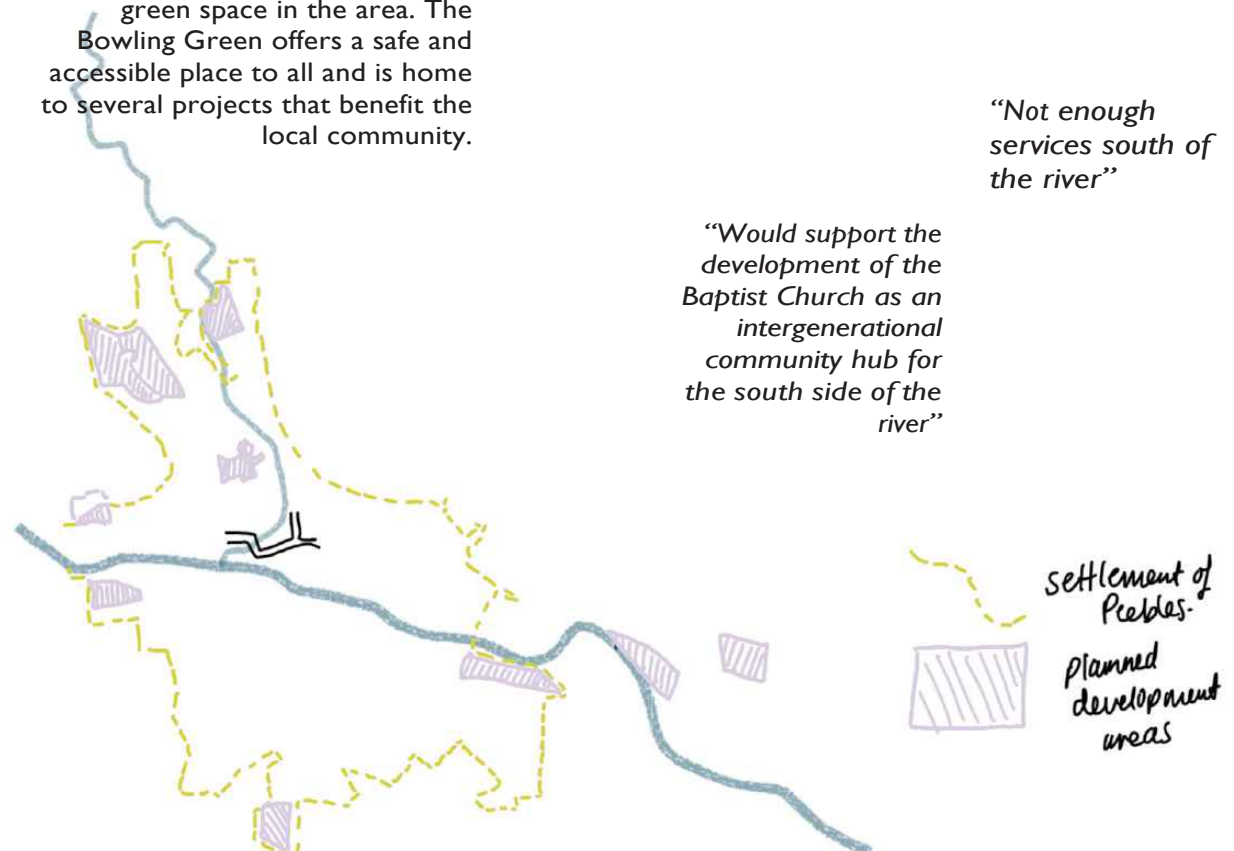 green space in the area. The
Bowling Green offers a safe and
accessible place to all and is home
to several projects that benefit the
local community.
“Not enough
services south of
the river”
“Would support the
development of the
Baptist Church as an
intergenerational
community hub for
the south side of the
river”
settlement of
Peebles.
planned
development
areas